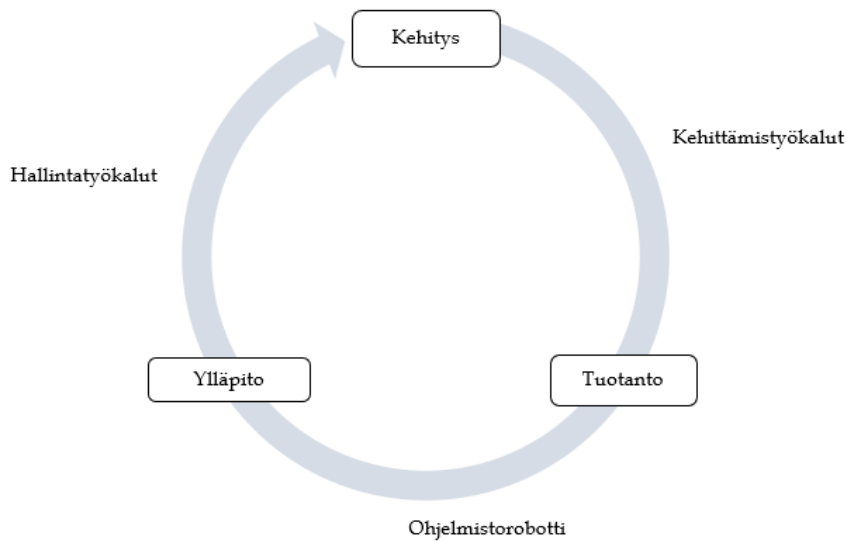 Kehitys
Kehittämistyökalut
Hallintatyökalut
Ylläpito
Tuotanto
Ohjelmistorobotti